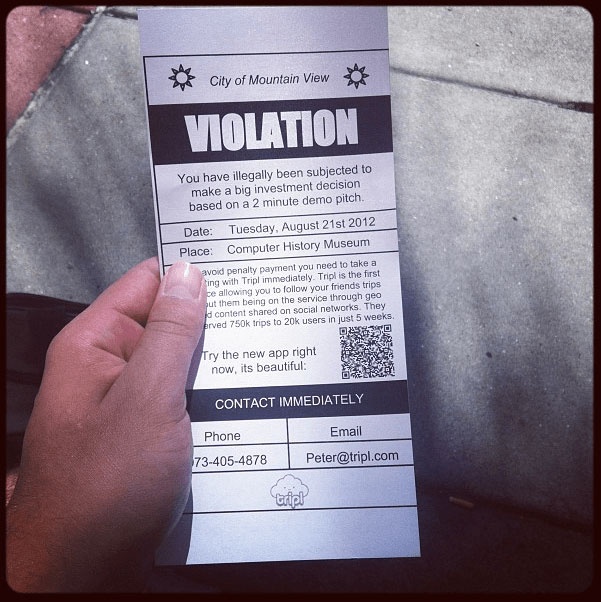 City of Mountain View
VIOLATION
You have illegally been subjected to
make a big investment decision
based on a 2 minute demo pitch.
Date: Tuesday, August 21st 2012
Place: Computer History Museum
avoid penalty payment you need to take a
ting with Tripl immediately. Tripl is the first
ce allowing you to follow your friends trips
out them being on the service through geo
d content shared on social networks. They
erved 750k trips to 20k users in just 5 weeks.
Try the new app right
now, its beautiful:
CONTACT IMMEDIATELY
Phone Email
73-405-4878 Peter@tripl.com
tripl